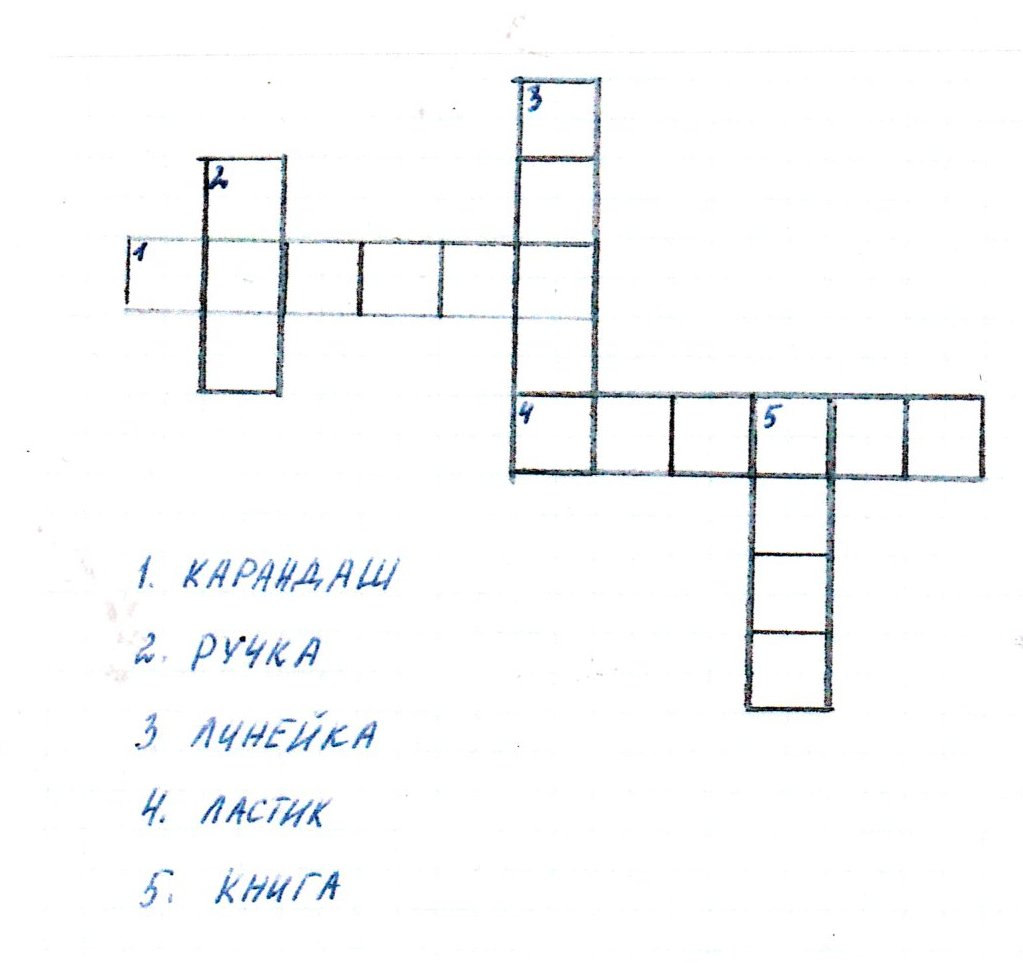 3
2
1
4 5
1. КАРАНДАШ
2. РУЧКА
3 ЛИНЕЙКА
4. ЛАСТИК
5. КНИГА